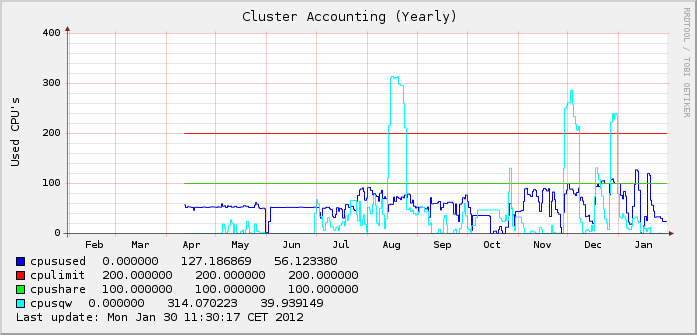 Cluster Accounting (Yearly)
RRDTOOL / TOBI OETIKER
Used CPU's
400
300
200
100
0
Feb Mar Apr May Jun Jul Aug Sep Oct Nov Dec Jan
cpusused 0.000000 127.186869 56.123380
cpulimit 200.000000 200.000000 200.000000
cpushare 100.000000 100.000000 100.000000
cpusqw 0.000000 314.070223 39.939149
Last update: Mon Jan 30 11:30:17 CET 2012